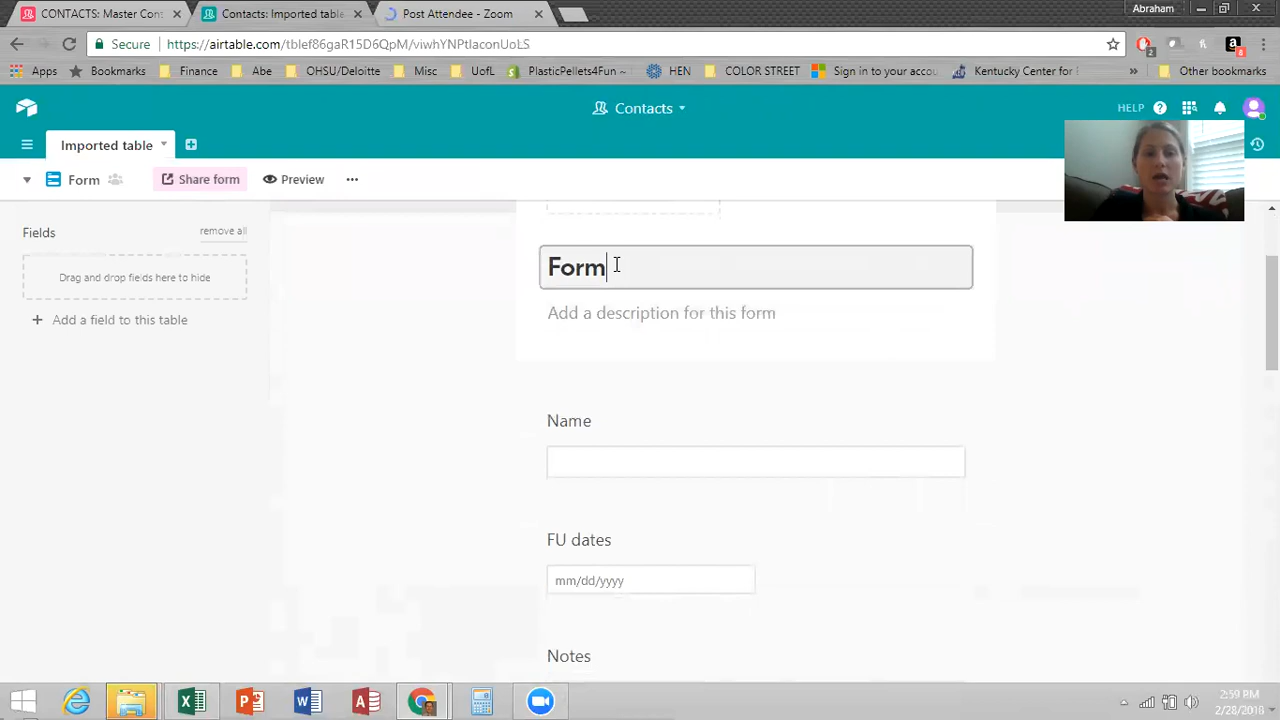 CONTACTS: Master Con
Contacts: Imported table
Post Attendee - Zoom
Abraham
Secure
https://airtable.com/tblef86gaR15D6QpM/viwhYNPtIaconUoLS
2
6
Apps
Bookmarks
Finance
Abe
OHSU/Deloitte
Misc
UofL
PlasticPellets4Fun ~
HEN
COLOR STREET
Sign in to your accou
Kentucky Center for
»
Other bookmarks
Contacts
HELP
Imported table
Form
Share form
Preview
Fields
remove all
Drag and drop fields here to hide
Add a field to this table
Form
Add a description for this form
Name
FU dates
mm/dd/yyyy
Notes
2:59 PM
2/28/2018